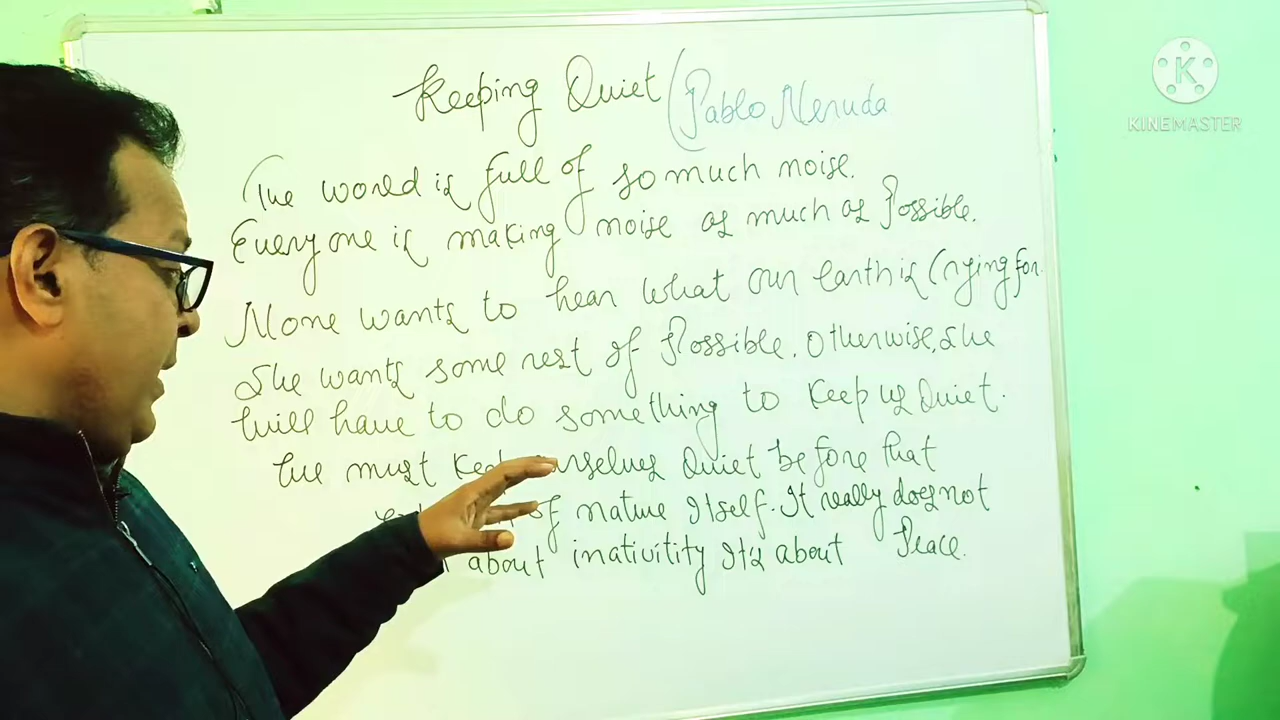 Keeping Quiet (Pablo Neruda
The world is full of so much noise.
Everyone is making noise as much as Possible.
None wants to hear what our earth is Crying for.
She wants some rest if Possible. Otherwise, she
will have to do something to keep us Quiet.
We must ourselves Quiet before that
of nature Itself. It really does not
about inativitity Its about Peace.
KINEMASTER